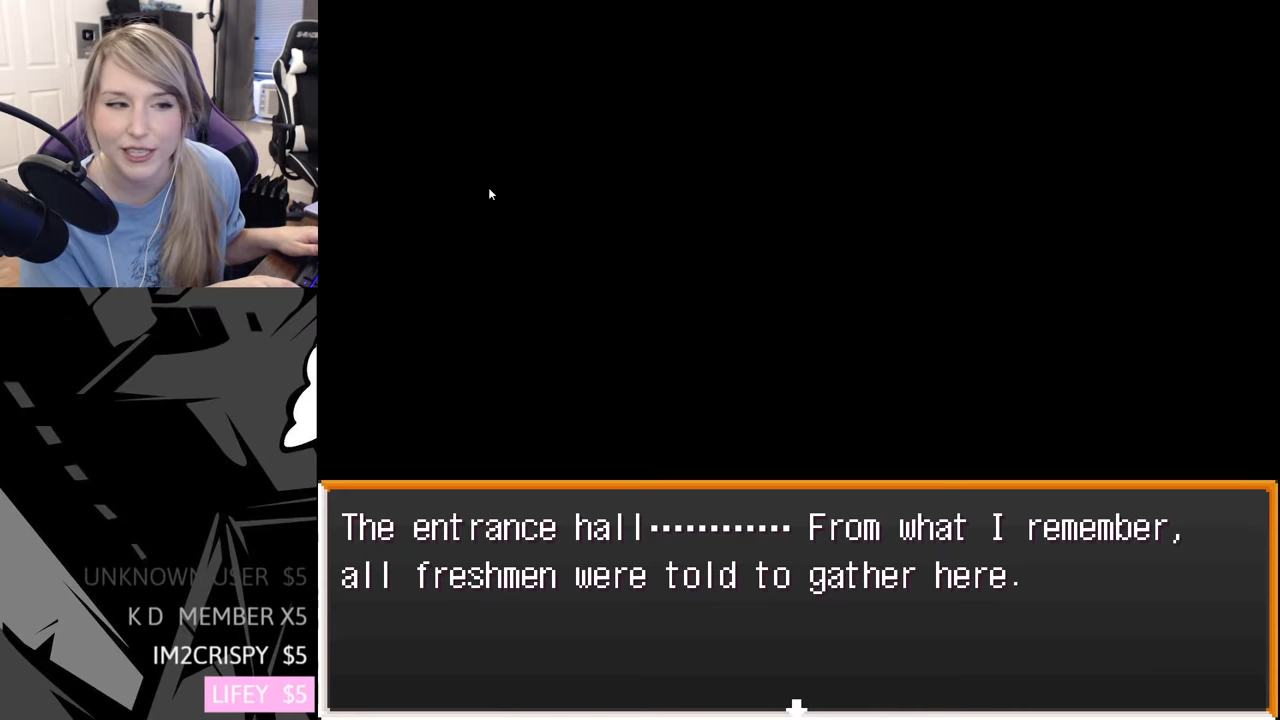 The entrance hall············ From what I remember,
all freshmen were told to gather here.
UNKNOWN USER $5
K D MEMBER X5
IM2CRISPY $5
LIFEY $5